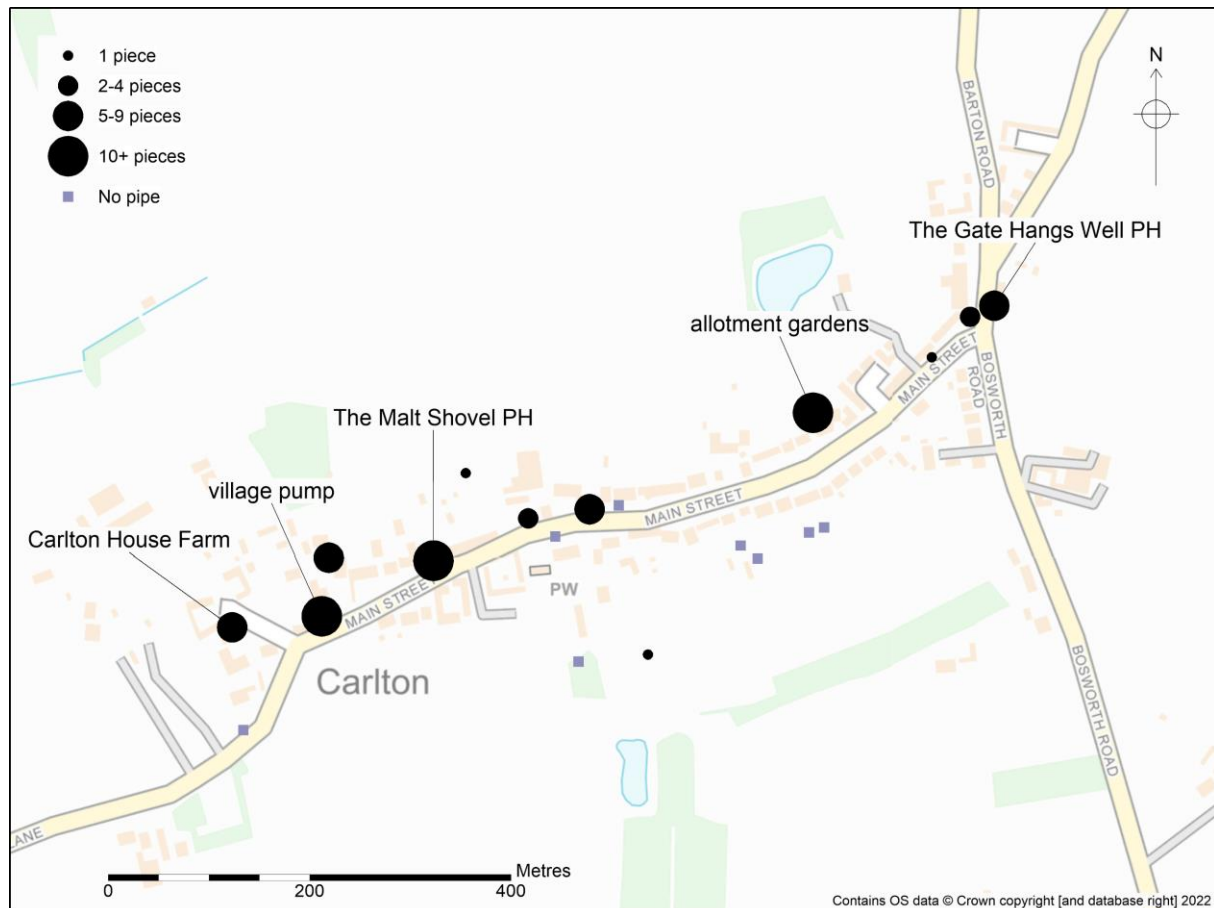 1 piece
2-4 pieces
5-9 pieces
10+ pieces
No pipe
N
BARTON ROAD
The Gate Hangs Well PH
allotment gardens
MAIN STREET
BOSWORTH
ROAD
The Malt Shovel PH
village pump
MAIN STREET
Carlton House Farm
MAIN STREET
PW
Carlton
BOSWORTH ROAD
LANE
Metres
0 200 400
Contains OS data © Crown copyright [and database right] 2022